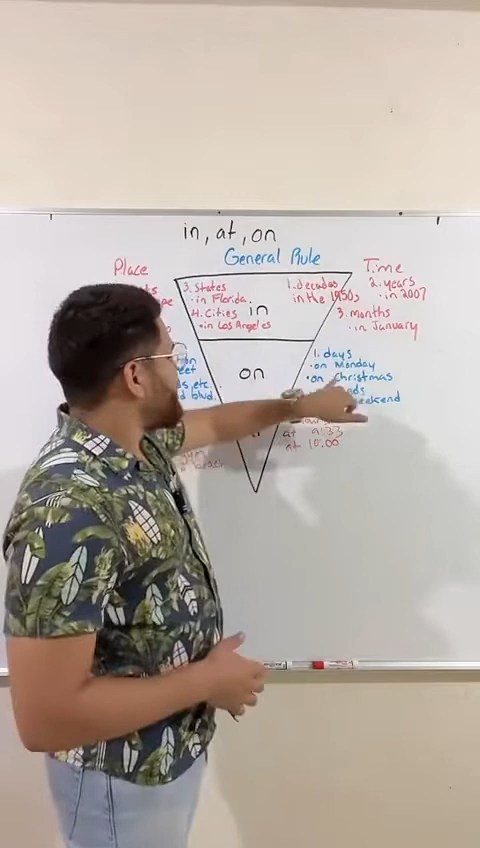 in, at, on
General Rule
Place
Time
3. States
· in Florida
4. Cities
· in Los Angeles
in
1. decades
in the 1950s
2. years
· in 2007
3. months
· in January
on
1. days
· on Monday
· on Christmas
weekend
etc.
blvd.
at 9:33
at 10:00
gym
beach